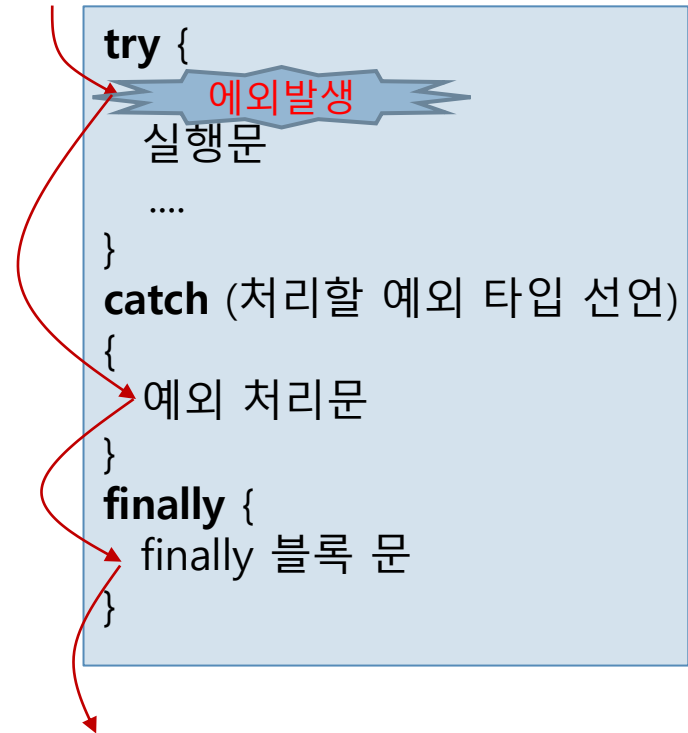 try {
에외발생
실행문
....
}
catch (처리할 예외 타입 선언)
{
예외 처리문
}
finally {
finally 블록 문
}